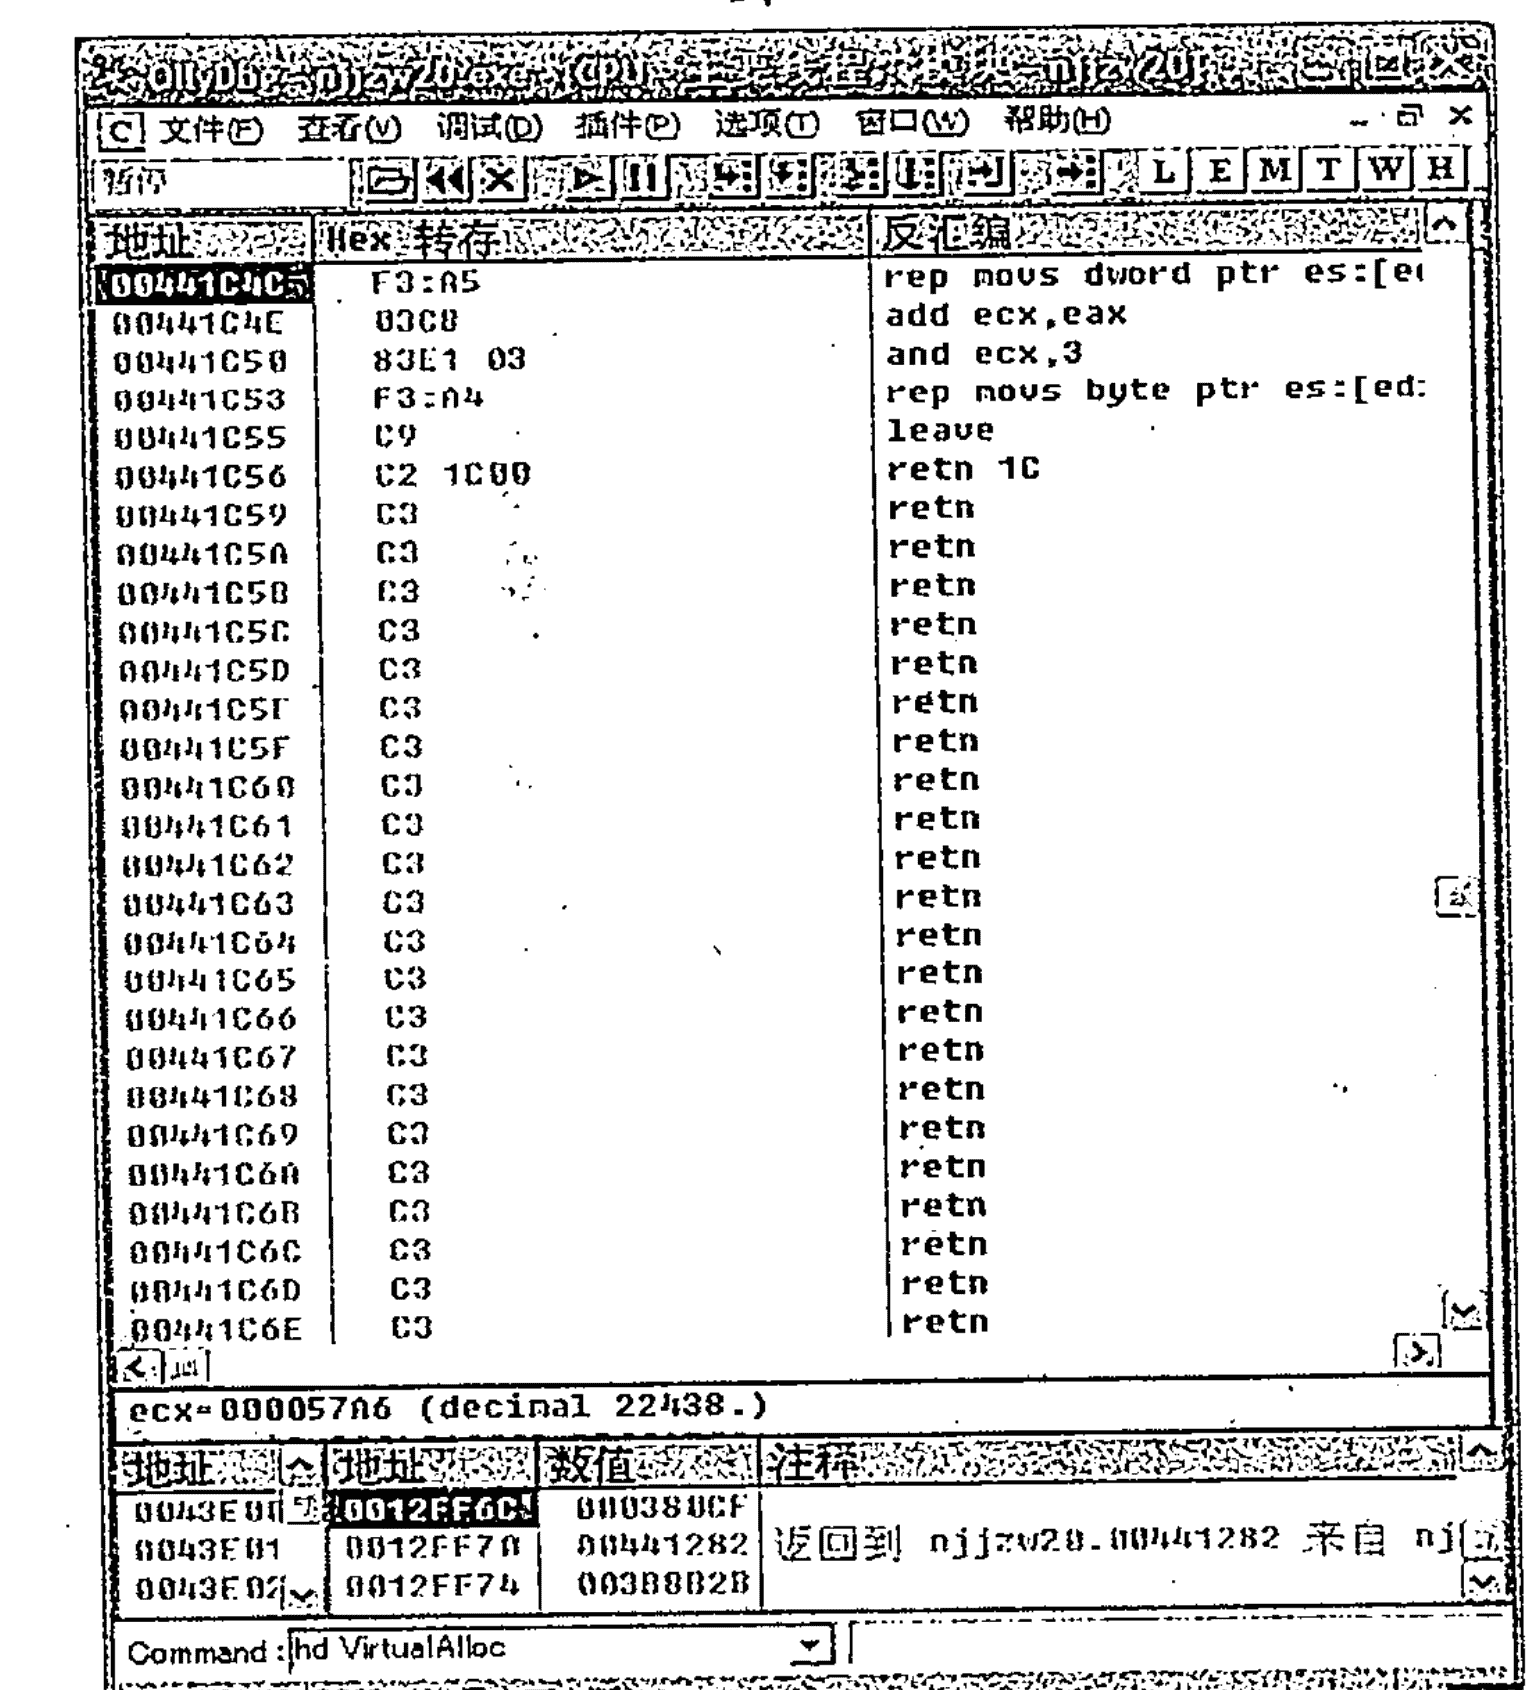 OllyDbg - njjzw20.exe - [CPU - 主线程, 模块 - njjzw20]
C 文件(F) 查看(V) 调试(D) 插件(P) 选项(T) 窗口(W) 帮助(H)
暂停 L E M T W H
地址 Hex 转存 反汇编
00441C4C F3:A5 rep movs dword ptr es:[e
00441C4E 03C8 add ecx,eax
00441C50 83E1 03 and ecx,3
00441C53 F3:A4 rep movs byte ptr es:[ed
00441C55 C9 leave
00441C56 C2 1C00 retn 1C
00441C59 C3 retn
00441C5A C3 retn
00441C5B C3 retn
00441C5C C3 retn
00441C5D C3 retn
00441C5E C3 retn
00441C5F C3 retn
00441C60 C3 retn
00441C61 C3 retn
00441C62 C3 retn
00441C63 C3 retn
00441C64 C3 retn
00441C65 C3 retn
00441C66 C3 retn
00441C67 C3 retn
00441C68 C3 retn
00441C69 C3 retn
00441C6A C3 retn
00441C6B C3 retn
00441C6C C3 retn
00441C6D C3 retn
00441C6E C3 retn
ecx=000057A6 (decimal 22438.)
地址 地址 数值 注释
0043E00 0012FF6C 000380CF
0043E01 0012FF70 00441282 返回到 njjzw20.00441282 来自 nj
0043E02 0012FF74 003B8B2B
Command : hd VirtualAlloc